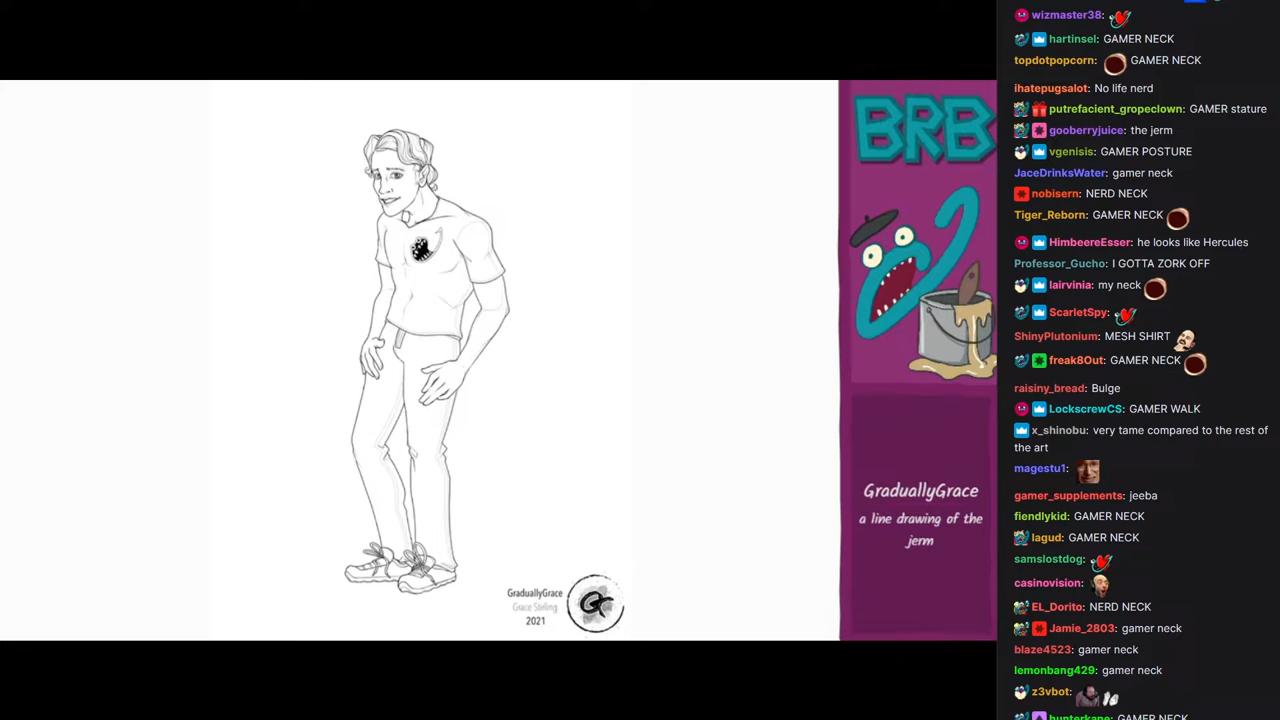 BRB
GraduallyGrace
a line drawing of the
jerm
GraduallyGrace
Grace Stirling
2021
wizmaster38:
hartinsel: GAMER NECK
topdotpopcorn: GAMER NECK
ihatepugsalot: No life nerd
putrefacient_gropeclown: GAMER stature
gooberryjuice: the jerm
vgenisis: GAMER POSTURE
JaceDrinksWater: gamer neck
nobisern: NERD NECK
Tiger_Reborn: GAMER NECK
HimbeereEsser: he looks like Hercules
Professor_Gucho: I GOTTA ZORK OFF
lairvinia: my neck
ScarletSpy:
ShinyPlutonium: MESH SHIRT
freak8Out: GAMER NECK
raisiny_bread: Bulge
LockscrewCS: GAMER WALK
x_shinobu: very tame compared to the rest of
the art
magestu1:
gamer_supplements: jeeba
fiendlykid: GAMER NECK
lagud: GAMER NECK
samslostdog:
casinovision:
EL_Dorito: NERD NECK
Jamie_2803: gamer neck
blaze4523: gamer neck
lemonbang429: gamer neck
z3vbot:
hunterkane: GAMER NECK